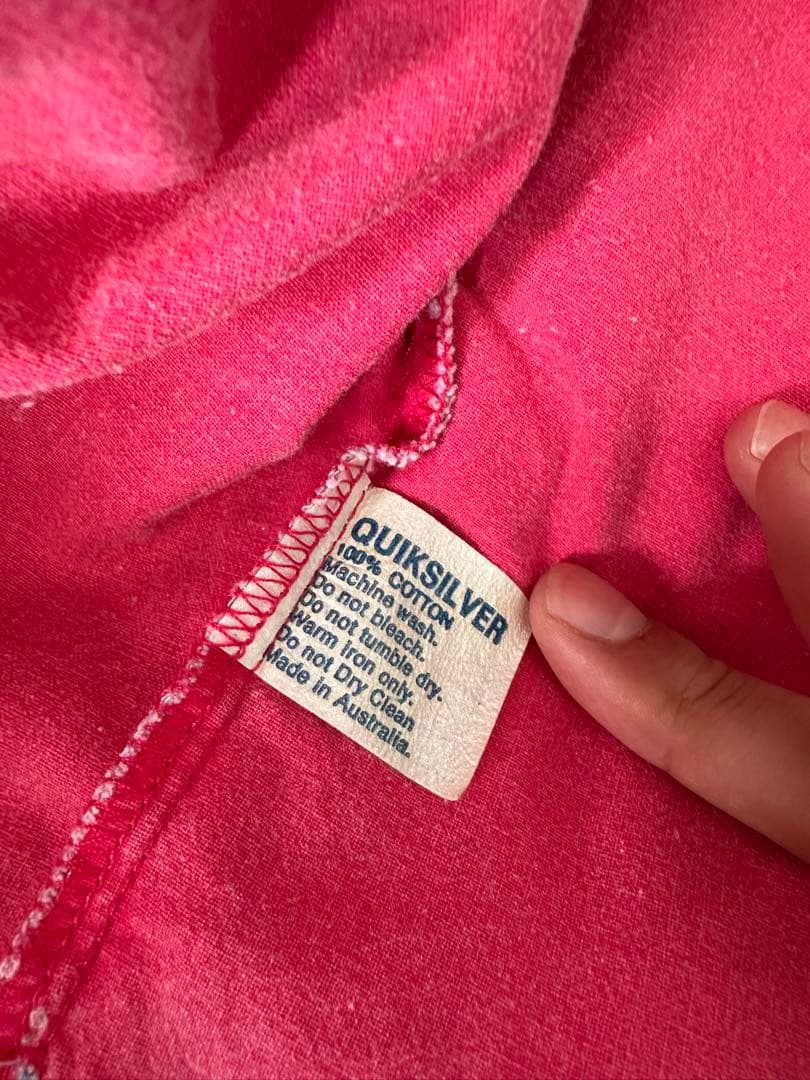 QUIKSILVER
100% COTTON
Machine wash.
Do not bleach.
Do not tumble dry.
Warm iron only.
Do not Dry Clean
Made in Australia.